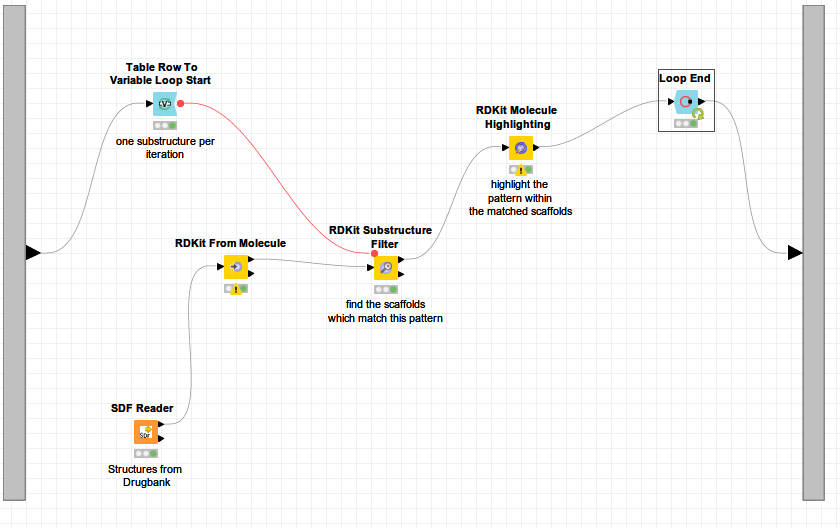 Table Row To
Variable Loop Start
one substructure per
iteration
Loop End
RDKit Molecule
Highlighting
highlight the
pattern within
the matched scaffolds
RDKit From Molecule
RDKit Substructure
Filter
find the scaffolds
which match this pattern
SDF Reader
SDF
Structures from
Drugbank